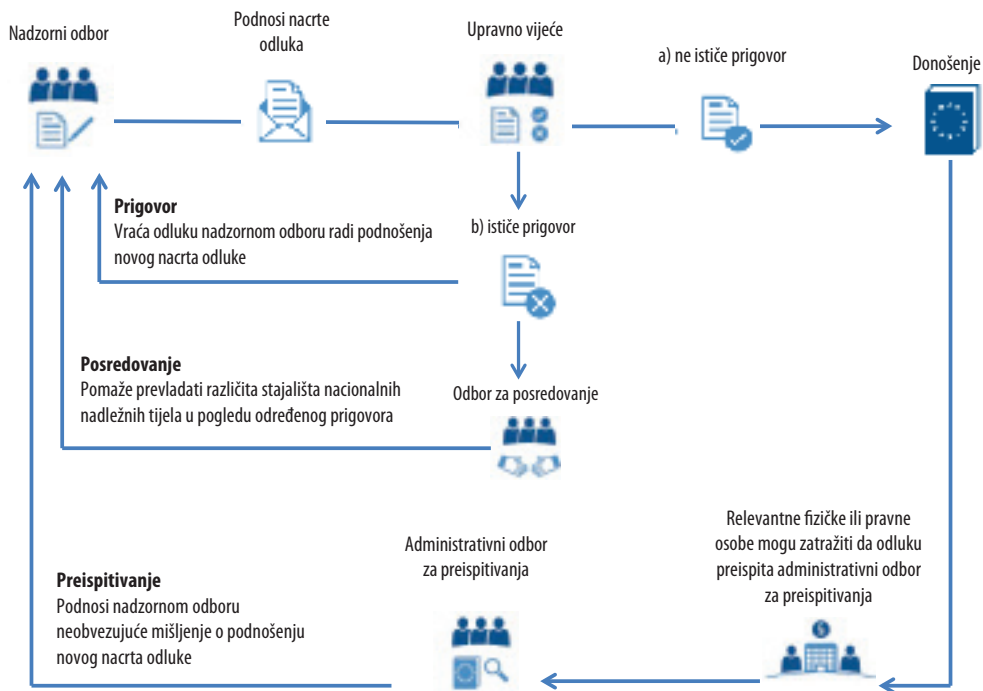 Nadzorni odbor
Podnosi nacrte
odluka
Upravno vijeće
a) ne ističe prigovor
Donošenje
Prigovor
Vraća odluku nadzornom odboru radi podnošenja
novog nacrta odluke
b) ističe prigovor
Posredovanje
Pomaže prevladati različita stajališta nacionalnih
nadležnih tijela u pogledu određenog prigovora
Odbor za posredovanje
Relevantne fizičke ili pravne
osobe mogu zatražiti da odluku
preispita administrativni odbor
za preispitivanja
Administrativni odbor
za preispitivanja
Preispitivanje
Podnosi nadzornom odboru
neobvezujuće mišljenje o podnošenju
novog nacrta odluke